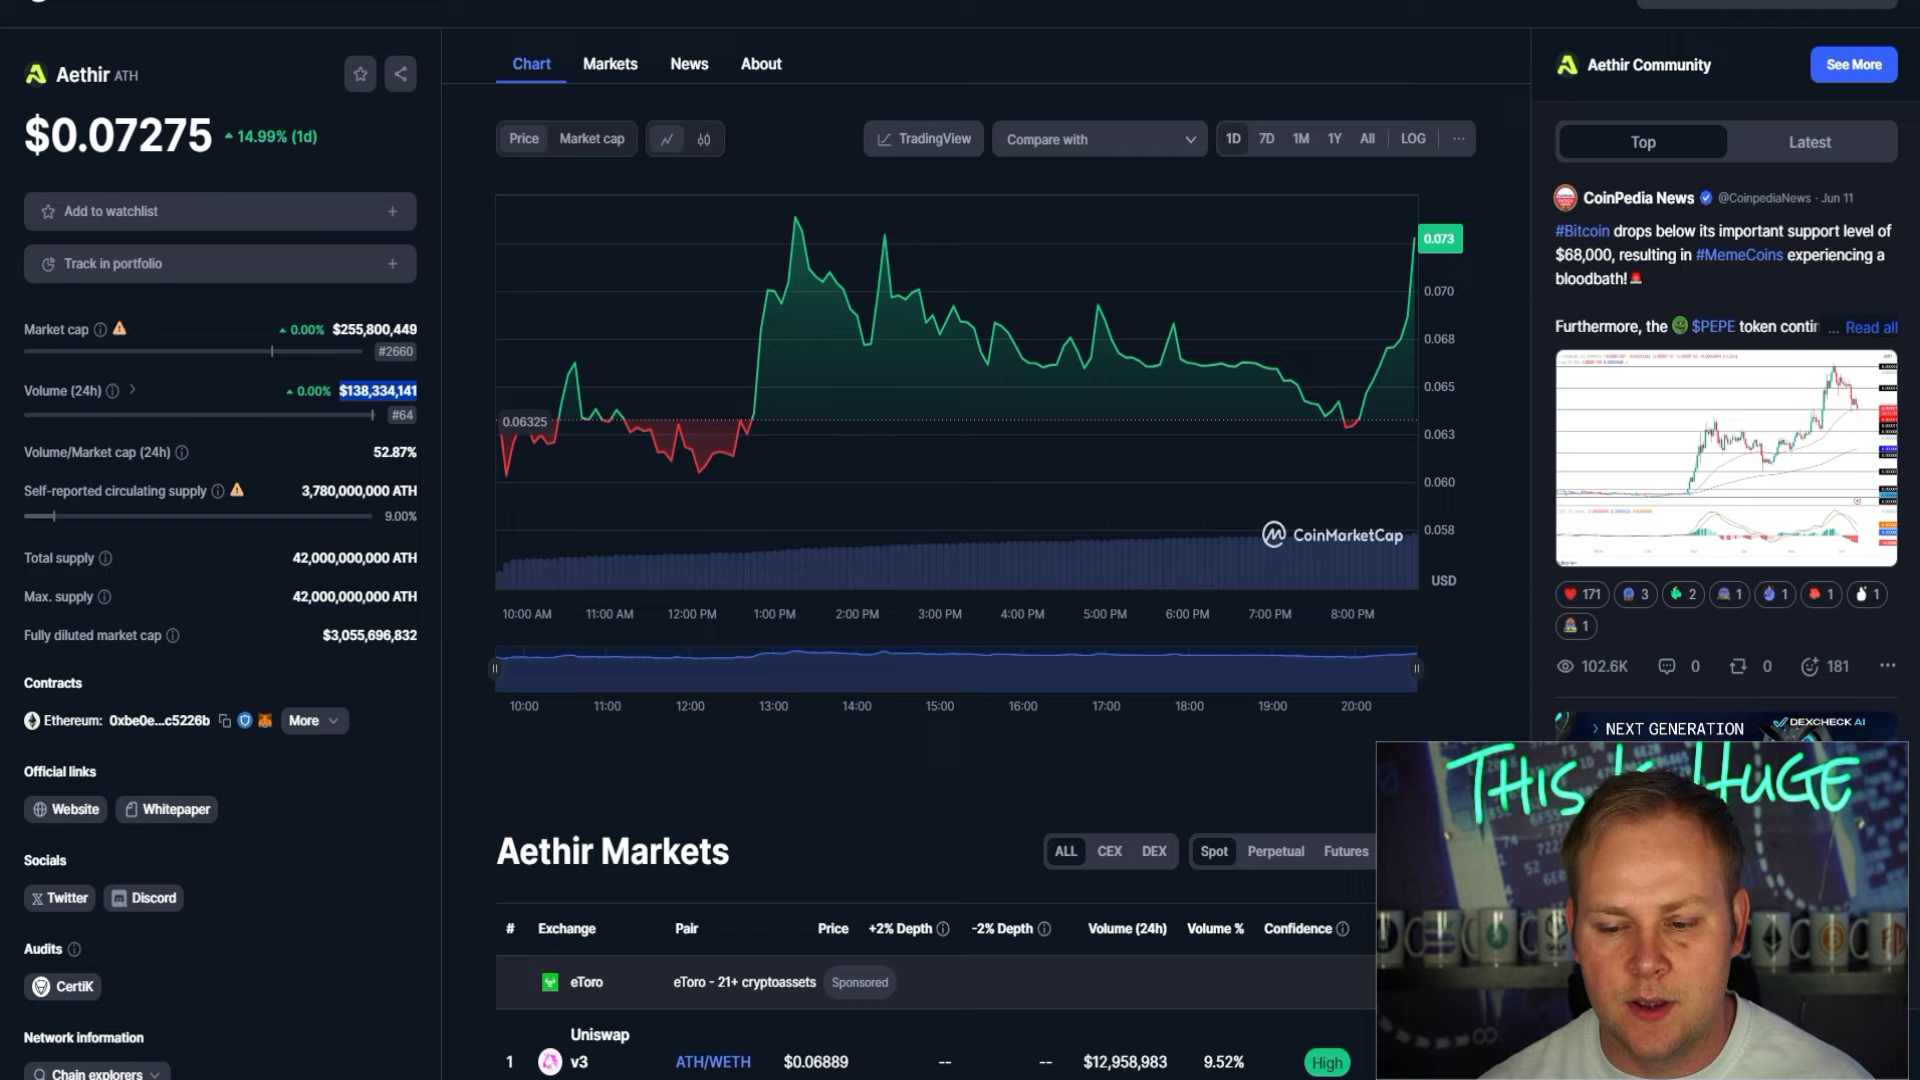 Aethir ATH
$0.07275 14.99% (1d)
Add to watchlist
Track in portfolio
Market cap 0.00% $255,800,449
#2660
Volume (24h) 0.00% $138,334,141
#64
Volume/Market cap (24h) 52.87%
Self-reported circulating supply 3,780,000,000 ATH
9.00%
Total supply 42,000,000,000 ATH
Max. supply 42,000,000,000 ATH
Fully diluted market cap $3,055,696,832
Contracts
Ethereum: 0xbe0e...c5226b More
Official links
Website Whitepaper
Socials
Twitter Discord
Audits
CertiK
Network information
Chain explorers
Chart Markets News About
Price Market cap TradingView Compare with 1D 7D 1M 1Y All LOG
0.073
0.070
0.068
0.065
0.06325
0.063
0.060
0.058
CoinMarketCap
USD
10:00 AM 11:00 AM 12:00 PM 1:00 PM 2:00 PM 3:00 PM 4:00 PM 5:00 PM 6:00 PM 7:00 PM 8:00 PM
10:00 11:00 12:00 13:00 14:00 15:00 16:00 17:00 18:00 19:00 20:00
Aethir Markets
ALL CEX DEX Spot Perpetual Futures
# Exchange Pair Price +2% Depth -2% Depth Volume (24h) Volume % Confidence
eToro eToro - 21+ cryptoassets Sponsored
1 Uniswap v3 ATH/WETH $0.06889 -- -- $12,958,983 9.52% High
Aethir Community See More
Top Latest
CoinPedia News @CoinpediaNews · Jun 11
#Bitcoin drops below its important support level of
$68,000, resulting in #MemeCoins experiencing a
bloodbath!
Furthermore, the $PEPE token contin ... Read all
171 3 2 1 1 1 1
1
102.6K 0 0 181
> NEXT GENERATION DEXCHECK AI
THIS IS HUGE